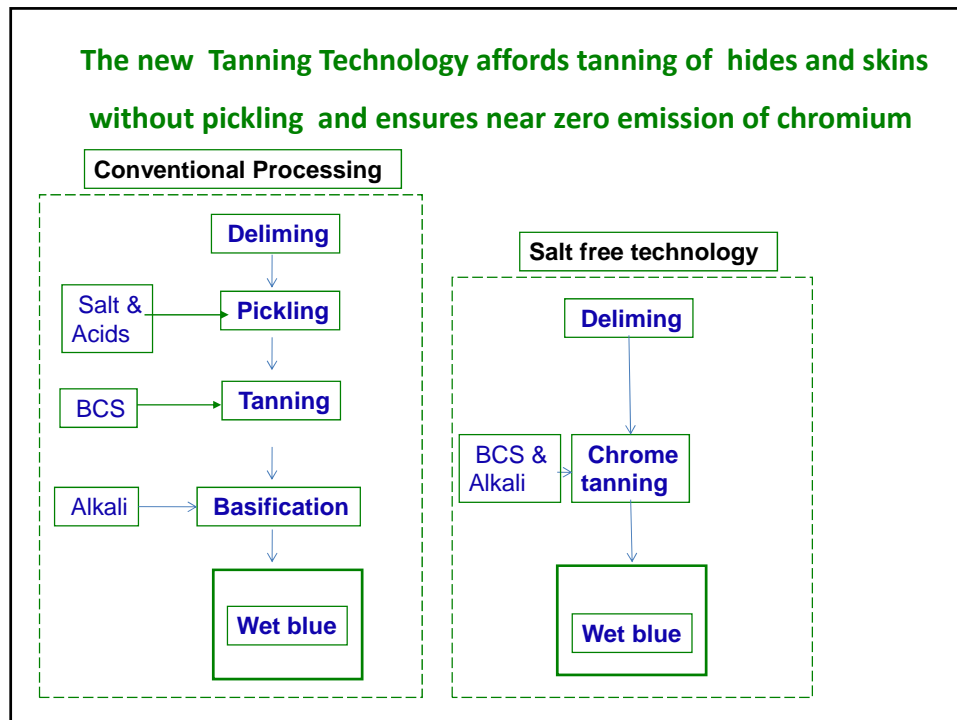 The new Tanning Technology affords tanning of hides and skins
without pickling and ensures near zero emission of chromium
Conventional Processing
Deliming
Salt &
Acids
Pickling
BCS
Tanning
Alkali
Basification
Wet blue
Salt free technology
Deliming
BCS &
Alkali
Chrome
tanning
Wet blue